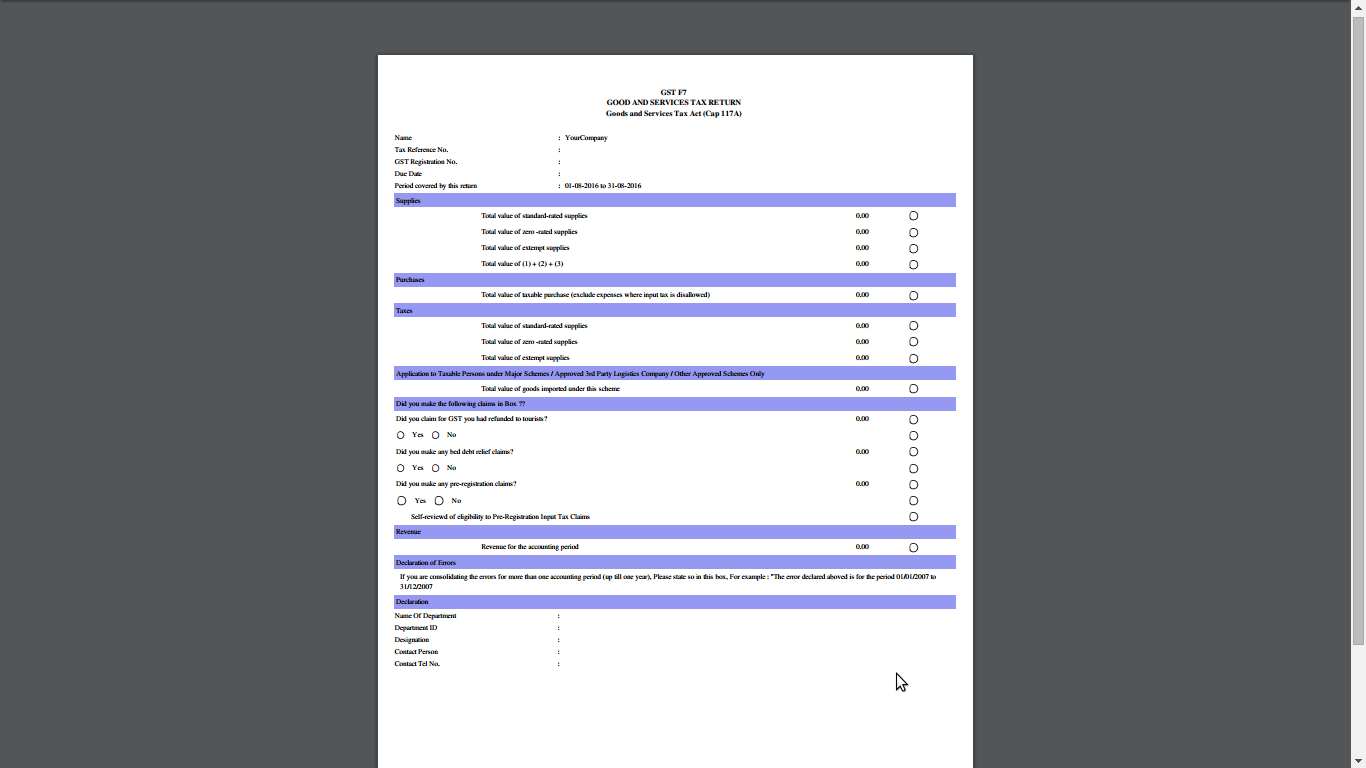 GST F7
GOOD AND SERVICES TAX RETURN
Goods and Services Tax Act (Cap 117A)
Name : YourCompany
Tax Reference No. :
GST Registration No. :
Due Date :
Period covered by this return : 01-08-2016 to 31-08-2016
Supplies
Total value of standard-rated supplies 0.00
Total value of zero -rated supplies 0.00
Total value of extempt supplies 0.00
Total value of (1) + (2) + (3) 0.00
Purchases
Total value of taxable purchase (exclude expenses where input tax is disallowed) 0.00
Taxes
Total value of standard-rated supplies 0.00
Total value of zero -rated supplies 0.00
Total value of extempt supplies 0.00
Application to Taxable Persons under Major Schemes / Approved 3rd Party Logistics Company / Other Approved Schemes Only
Total value of goods imported under this scheme 0.00
Did you make the following claims in Box ??
Did you claim for GST you had refunded to tourists? 0.00
Yes No
Did you make any bed debt relief claims? 0.00
Yes No
Did you make any pre-registration claims? 0.00
Yes No
Self-reviewd of eligibility to Pre-Registration Input Tax Claims
Revenue
Revenue for the accounting period 0.00
Declaration of Errors
If you are consolidating the errors for more than one accounting period (up till one year), Please state so in this box, For example : "The error declared aboved is for the period 01/01/2007 to
31/12/2007
Declaration
Name Of Department :
Department ID :
Designation :
Contact Person :
Contact Tel No. :